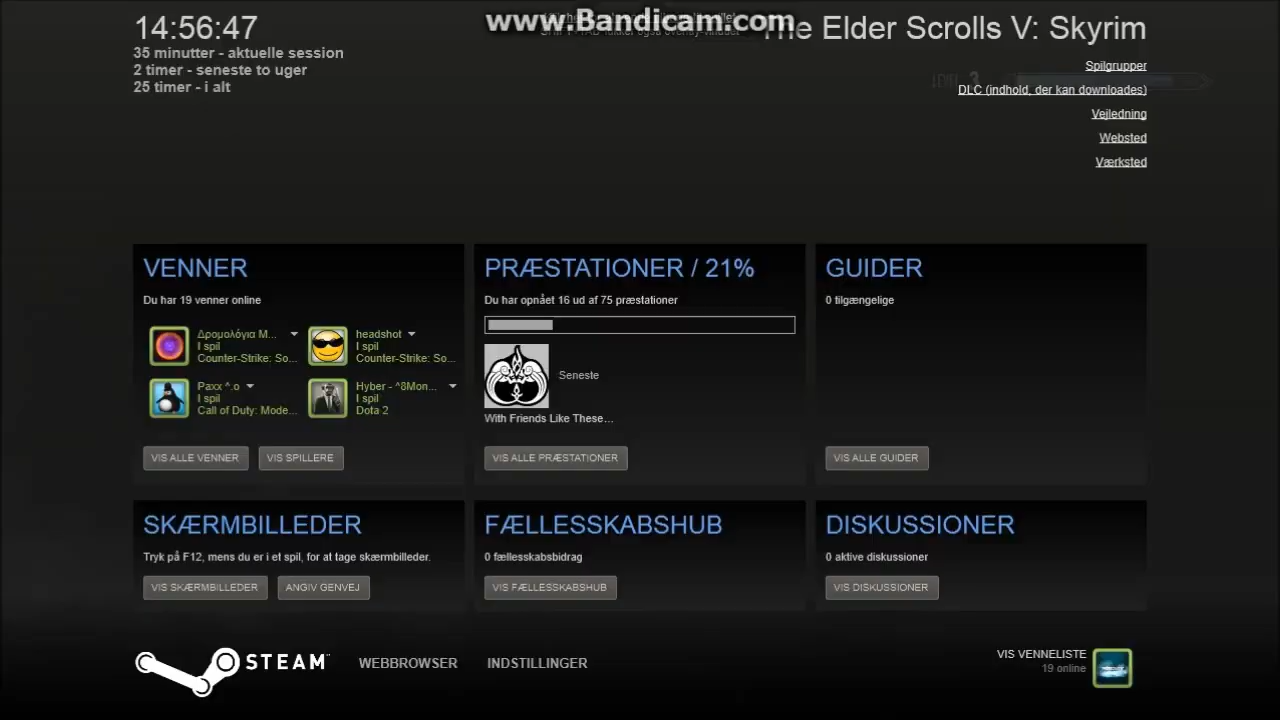 14:56:47
35 minutter - aktuelle session
2 timer - seneste to uger
25 timer - i alt
www.Bandicam.com
The Elder Scrolls V: Skyrim
Spilgrupper
LEVEL 3
DLC (indhold, der kan downloades)
Vejledning
Websted
Værksted
VENNER
Du har 19 venner online
Δρομολόγια Μ...
I spil
Counter-Strike: So...
headshot
I spil
Counter-Strike: So...
Paxx ^.o
I spil
Call of Duty: Mode...
Hyber - ^8Mon...
I spil
Dota 2
VIS ALLE VENNER
VIS SPILLERE
PRÆSTATIONER / 21%
Du har opnået 16 ud af 75 præstationer
Seneste
With Friends Like These...
VIS ALLE PRÆSTATIONER
GUIDER
0 tilgængelige
VIS ALLE GUIDER
SKÆRMBILLEDER
Tryk på F12, mens du er i et spil, for at tage skærmbilleder.
VIS SKÆRMBILLEDER
ANGIV GENVEJ
FÆLLESSKABSHUB
0 fællesskabsbidrag
VIS FÆLLESSKABSHUB
DISKUSSIONER
0 aktive diskussioner
VIS DISKUSSIONER
STEAM™
WEBBROWSER
INDSTILLINGER
VIS VENNELISTE
19 online